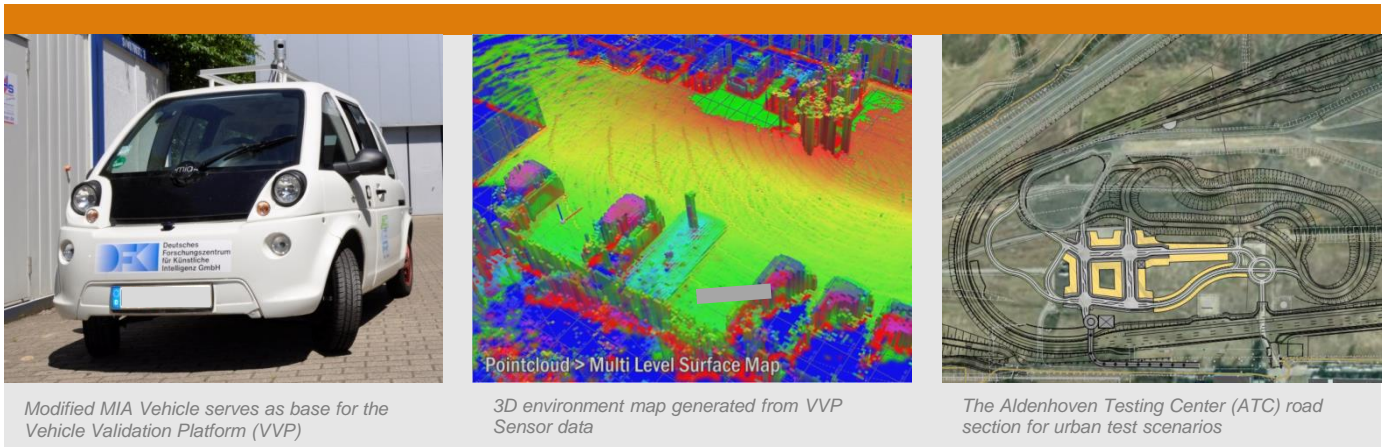 mia
DFKI
Deutsches
Forschungszentrum
für Künstliche
Intelligenz GmbH
Pointcloud > Multi Level Surface Map
Modified MIA Vehicle serves as base for the
Vehicle Validation Platform (VVP)
3D environment map generated from VVP
Sensor data
The Aldenhoven Testing Center (ATC) road
section for urban test scenarios